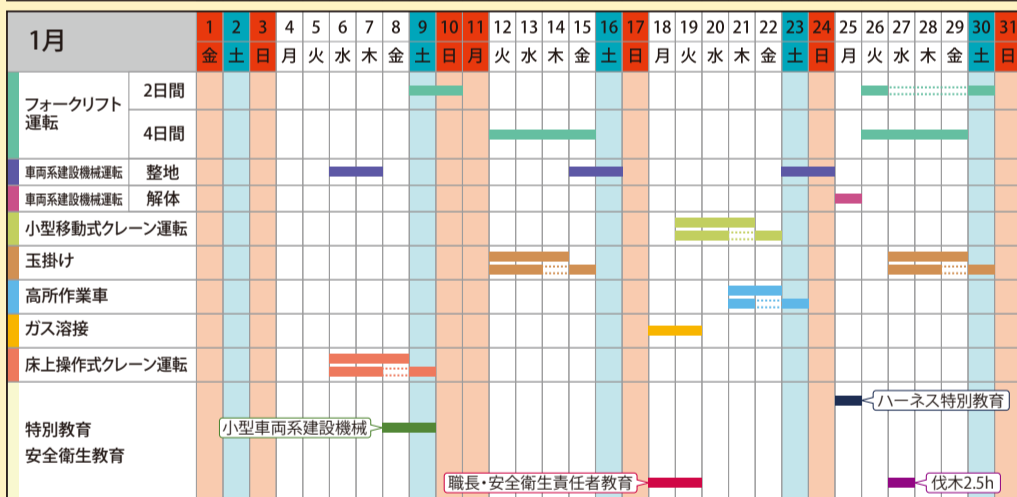 1月
1 2 3 4 5 6 7 8 9 10 11 12 13 14 15 16 17 18 19 20 21 22 23 24 25 26 27 28 29 30 31
金 土 日 月 火 水 木 金 土 日 月 火 水 木 金 土 日 月 火 水 木 金 土 日 月 火 水 木 金 土 日
フォークリフト
運転
2日間
4日間
車両系建設機械運転 整地
車両系建設機械運転 解体
小型移動式クレーン運転
玉掛け
高所作業車
ガス溶接
床上操作式クレーン運転
特別教育
安全衛生教育
ハーネス特別教育
小型車両系建設機械
職長・安全衛生責任者教育
伐木2.5h